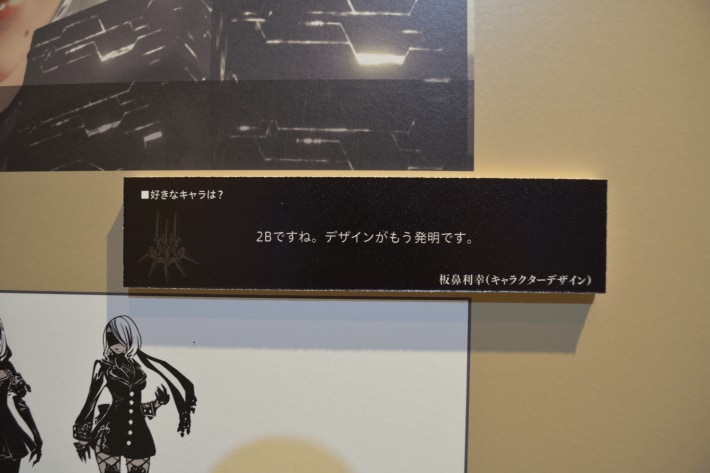 ■好きなキャラは？
2Bですね。デザインがもう発明です。
板鼻利幸(キャラクターデザイン)